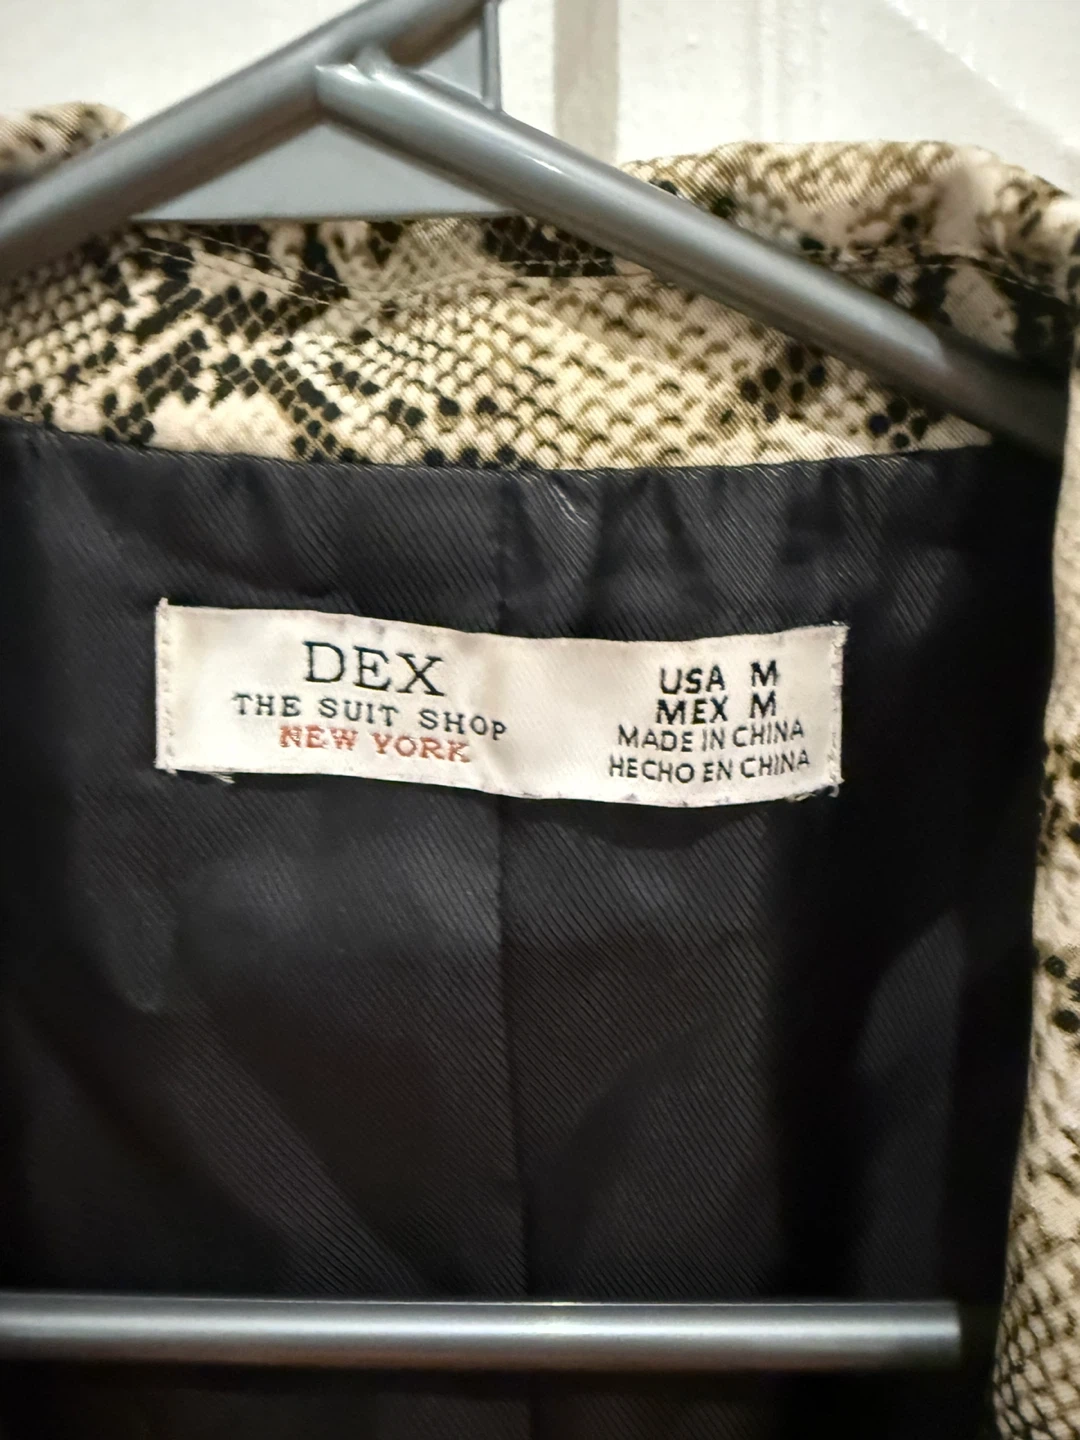 DEX
THE SUIT SHOP
NEW YORK
USA M
MEX M
MADE IN CHINA
HECHO EN CHINA